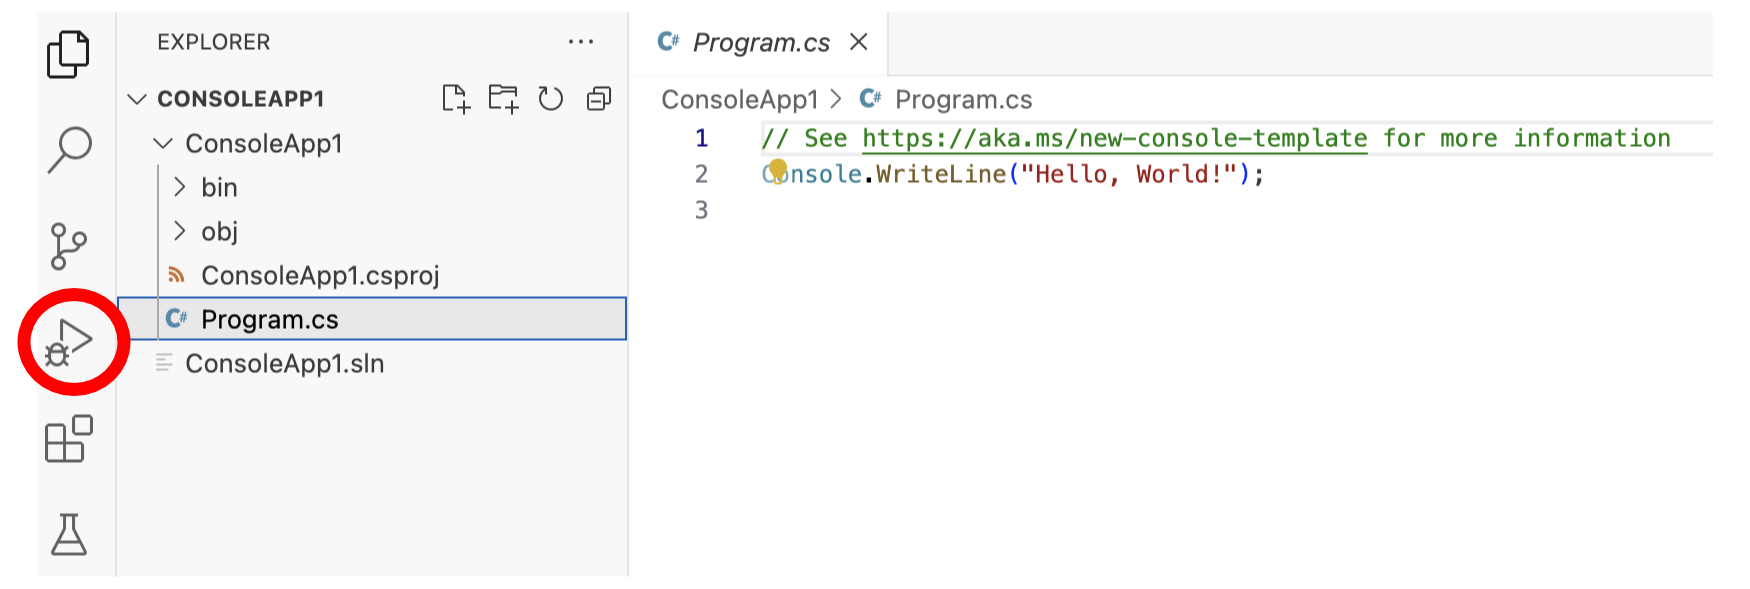 EXPLORER
CONSOLEAPP1
ConsoleApp1
bin
obj
ConsoleApp1.csproj
C# Program.cs
ConsoleApp1.sln
C# Program.cs
ConsoleApp1 > C# Program.cs
1 // See https://aka.ms/new-console-template for more information
2 Console.WriteLine("Hello, World!");
3